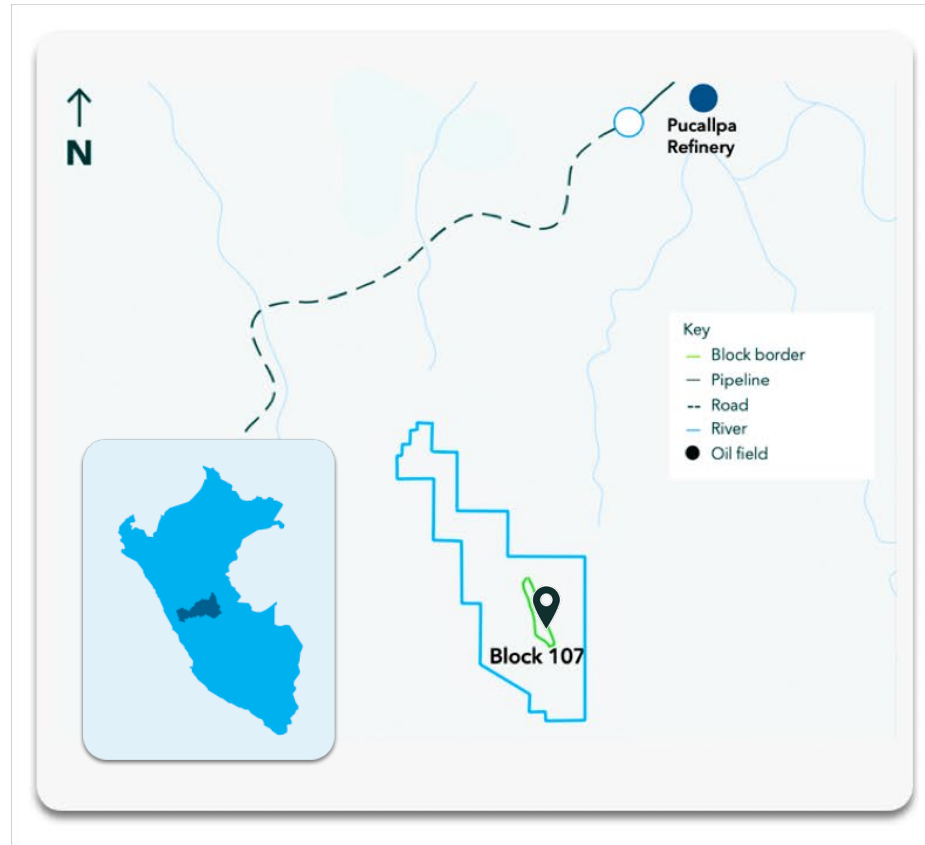 N
Pucallpa
Refinery
Key
Block border
Pipeline
Road
River
Oil field
Block 107